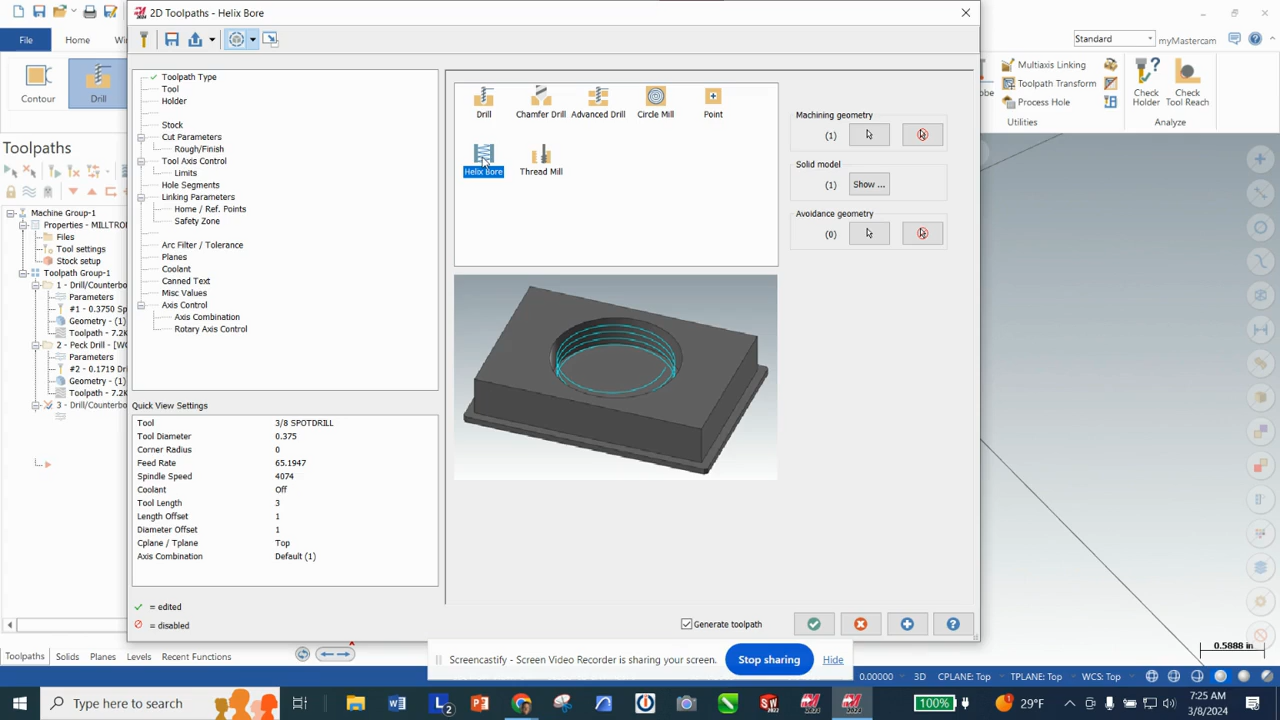 2D Toolpaths - Helix Bore
File
Home
Standard
myMastercam
Contour
Drill
Toolpath Type
Tool
Holder
Stock
Cut Parameters
Rough/Finish
Tool Axis Control
Limits
Hole Segments
Linking Parameters
Home / Ref. Points
Safety Zone
Arc Filter / Tolerance
Planes
Coolant
Canned Text
Misc Values
Axis Control
Axis Combination
Rotary Axis Control
Drill
Chamfer Drill
Advanced Drill
Circle Mill
Point
Helix Bore
Thread Mill
Machining geometry
(1)
Solid model
(1)
Show ...
Avoidance geometry
(0)
Multiaxis Linking
Toolpath Transform
Process Hole
Utilities
Check Holder
Check Tool Reach
Analyze
Toolpaths
Machine Group-1
Properties - MILLTRO
Files
Tool settings
Stock setup
Toolpath Group-1
1 - Drill/Counterbo
Parameters
#1 - 0.3750 Sp
Geometry - (1)
Toolpath - 7.2K
2 - Peck Drill - [WC
Parameters
#2 - 0.1719 Dril
Geometry - (1)
Toolpath - 7.2K
3 - Drill/Counterbo
Quick View Settings
Tool 3/8 SPOTDRILL
Tool Diameter 0.375
Corner Radius 0
Feed Rate 65.1947
Spindle Speed 4074
Coolant Off
Tool Length 3
Length Offset 1
Diameter Offset 1
Cplane / Tplane Top
Axis Combination Default (1)
= edited
= disabled
Generate toolpath
Toolpaths
Solids
Planes
Levels
Recent Functions
Screencastify - Screen Video Recorder is sharing your screen.
Stop sharing
Hide
0.5888 in
0.00000
3D
CPLANE: Top
TPLANE: Top
WCS: Top
Type here to search
100%
29°F
7:25 AM
3/8/2024